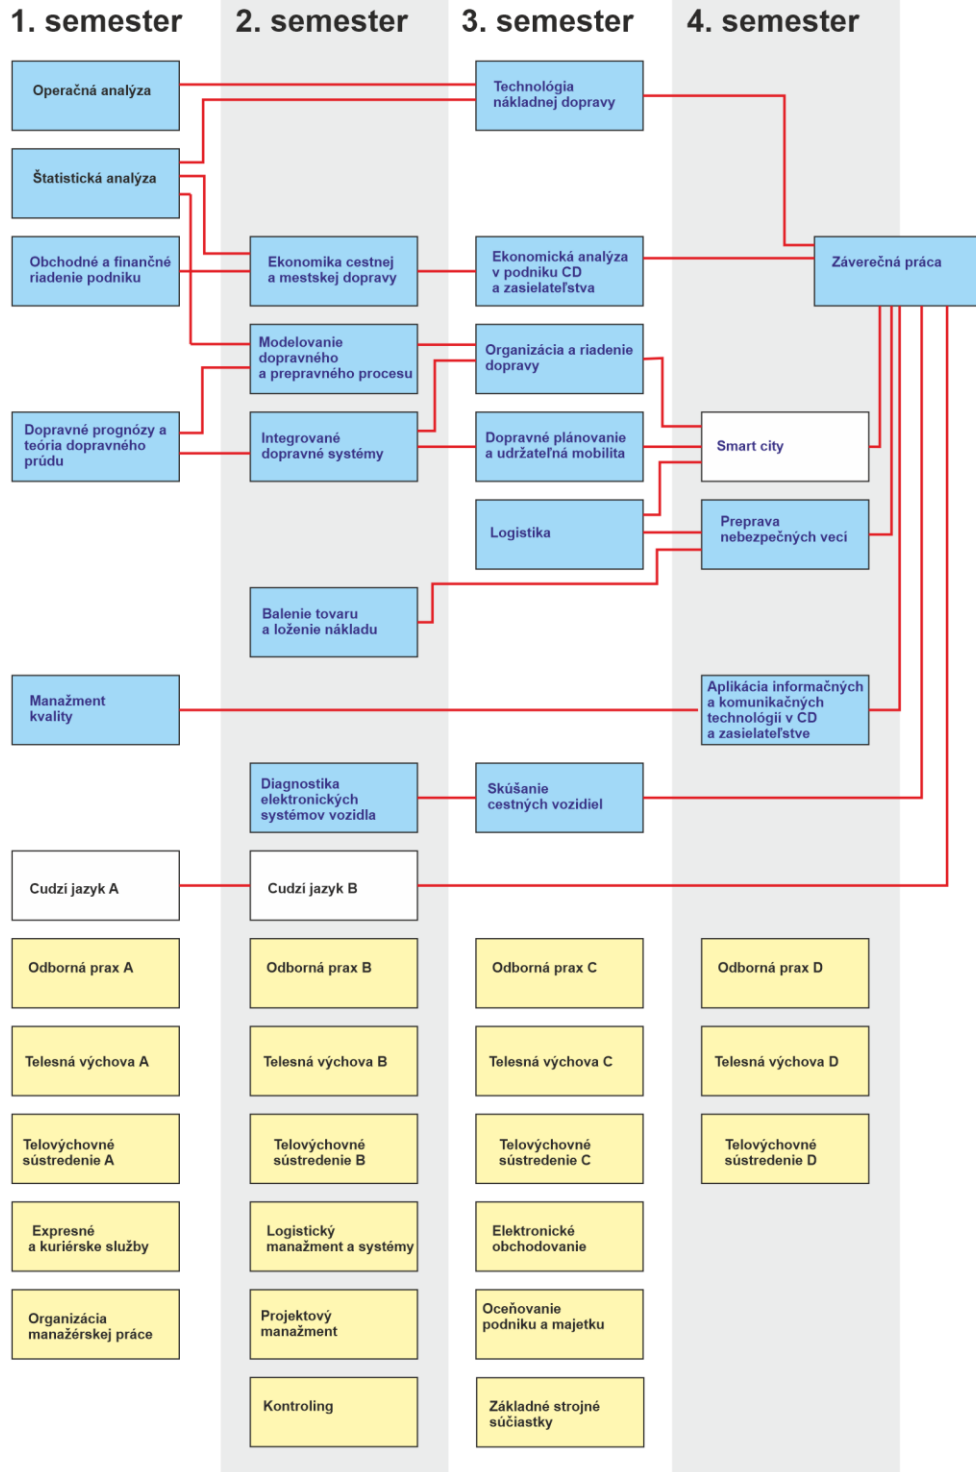 1. semester
2. semester
3. semester
4. semester
Operačná analýza
Technológia
nákladnej dopravy
Štatistická analýza
Obchodné a finančné
riadenie podniku
Ekonomika cestnej
a mestskej dopravy
Ekonomická analýza
v podniku CD
a zasielateľstva
Záverečná práca
Modelovanie
dopravného
a prepravného procesu
Organizácia a riadenie
dopravy
Dopravné prognózy a
teória dopravného
prúdu
Integrované
dopravné systémy
Dopravné plánovanie
a udržateľná mobilita
Smart city
Logistika
Preprava
nebezpečných vecí
Balenie tovaru
a loženie nákladu
Manažment
kvality
Aplikácia informačných
a komunikačných
technológií v CD
a zasielateľstve
Diagnostika
elektronických
systémov vozidla
Skúšanie
cestných vozidiel
Cudzí jazyk A
Cudzí jazyk B
Odborná prax A
Odborná prax B
Odborná prax C
Odborná prax D
Telesná výchova A
Telesná výchova B
Telesná výchova C
Telesná výchova D
Telovýchovné
sústredenie A
Telovýchovné
sústredenie B
Telovýchovné
sústredenie C
Telovýchovné
sústredenie D
Expresné
a kuriérske služby
Logistický
manažment a systémy
Elektronické
obchodovanie
Organizácia
manažérskej práce
Projektový
manažment
Oceňovanie
podniku a majetku
Kontroling
Základné strojné
súčiastky